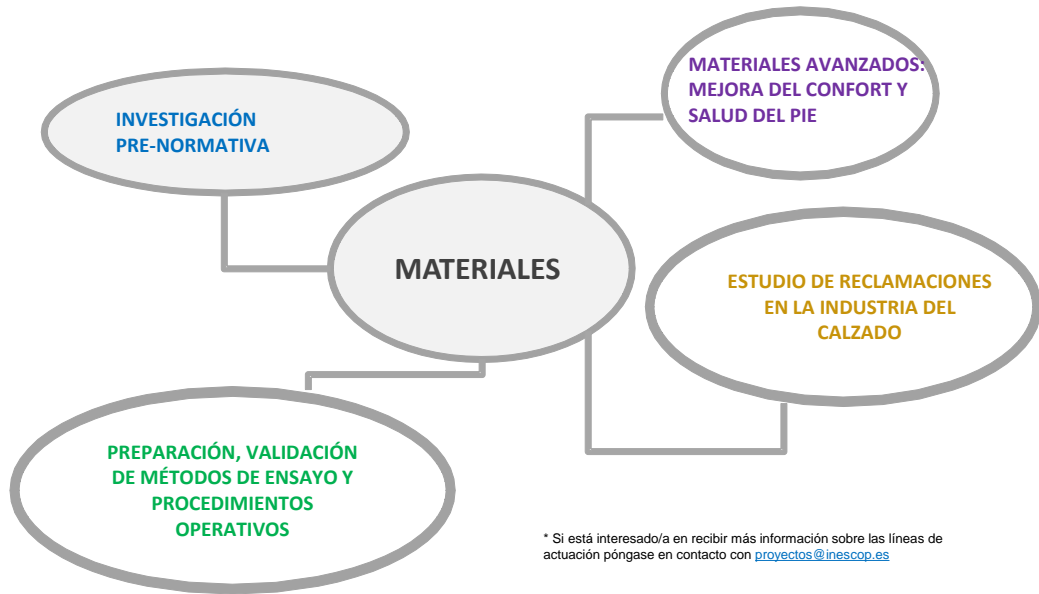 INVESTIGACIÓN
PRE-NORMATIVA
MATERIALES AVANZADOS:
MEJORA DEL CONFORT Y
SALUD DEL PIE
MATERIALES
ESTUDIO DE RECLAMACIONES
EN LA INDUSTRIA DEL
CALZADO
PREPARACIÓN, VALIDACIÓN
DE MÉTODOS DE ENSAYO Y
PROCEDIMIENTOS
OPERATIVOS
* Si está interesado/a en recibir más información sobre las líneas de
actuación póngase en contacto con proyectos@inescop.es